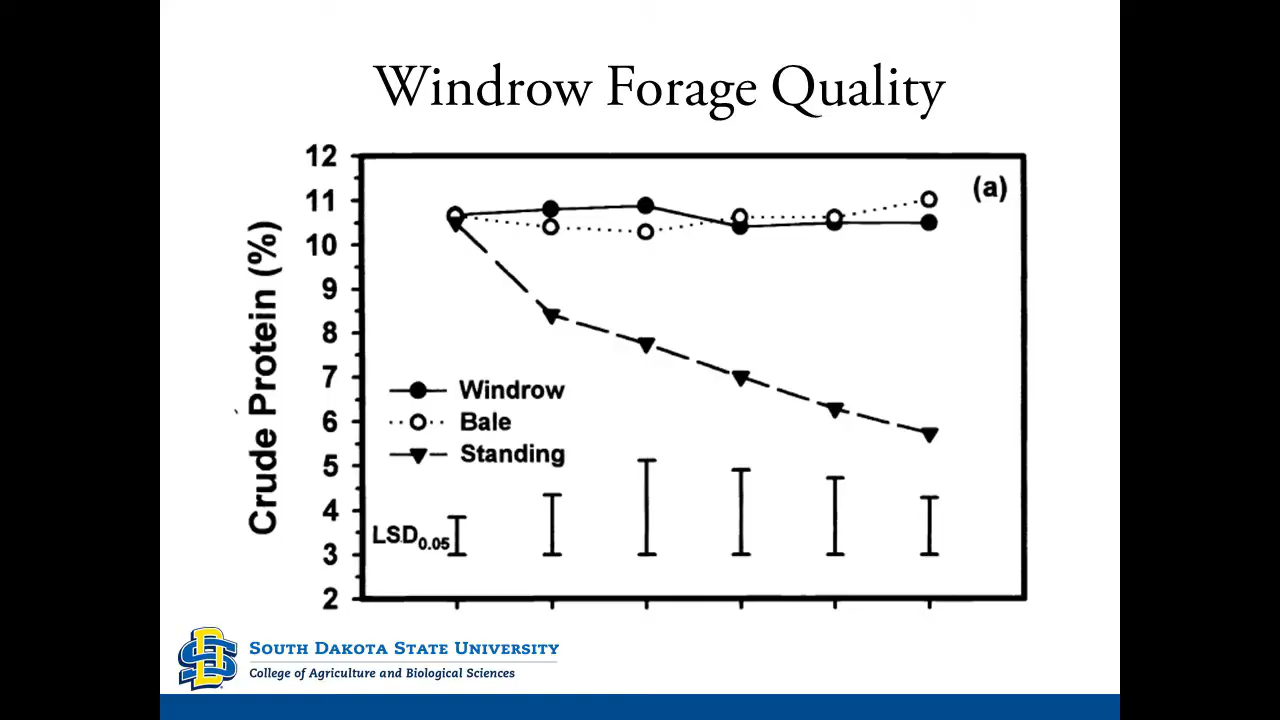 Windrow Forage Quality
12
(a)
11
10
9
8
7
6
5
4
3
2
Crude Protein (%)
Windrow
Bale
Standing
LSD0.05
SOUTH DAKOTA STATE UNIVERSITY
College of Agriculture and Biological Sciences